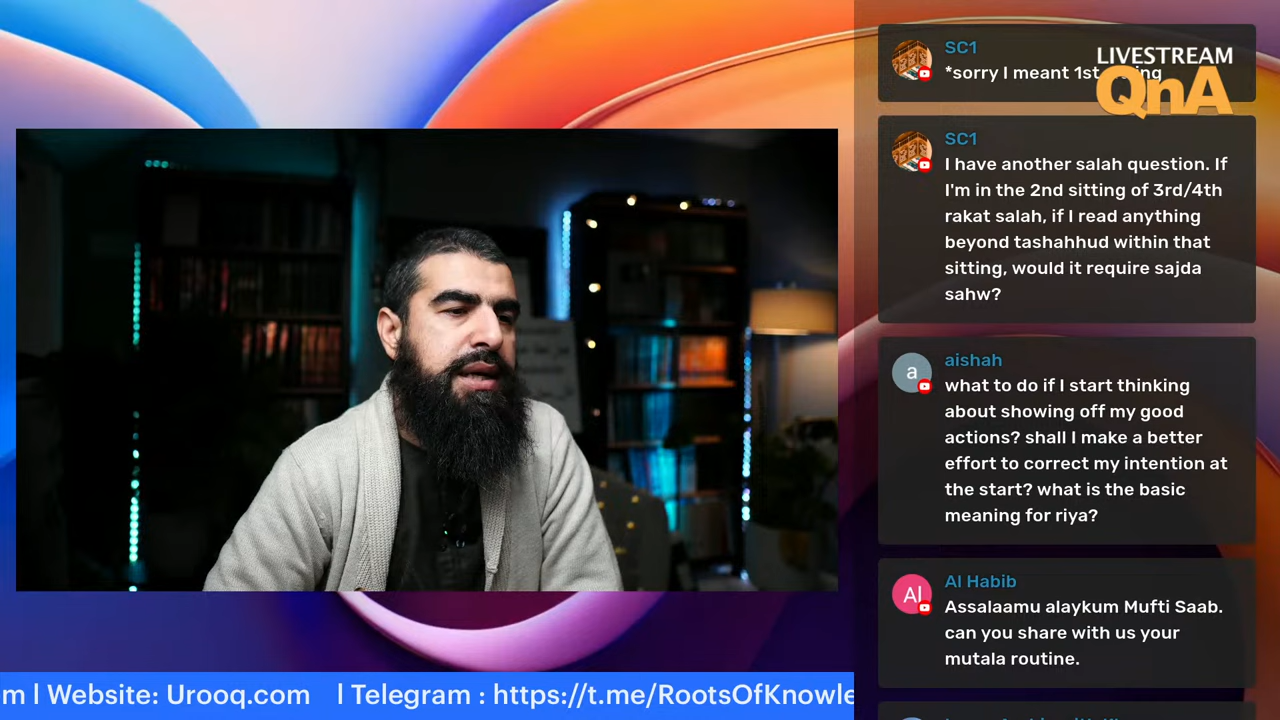 SC1
*sorry I meant 1st
LIVESTREAM
QnA
SC1
I have another salah question. If
I'm in the 2nd sitting of 3rd/4th
rakat salah, if I read anything
beyond tashahhud within that
sitting, would it require sajda
sahw?
aishah
a
what to do if I start thinking
about showing off my good
actions? shall I make a better
effort to correct my intention at
the start? what is the basic
meaning for riya?
Al Habib
Al
Assalaamu alaykum Mufti Saab.
can you share with us your
mutala routine.
m l Website: Urooq.com l Telegram : https://t.me/RootsOfKnowle